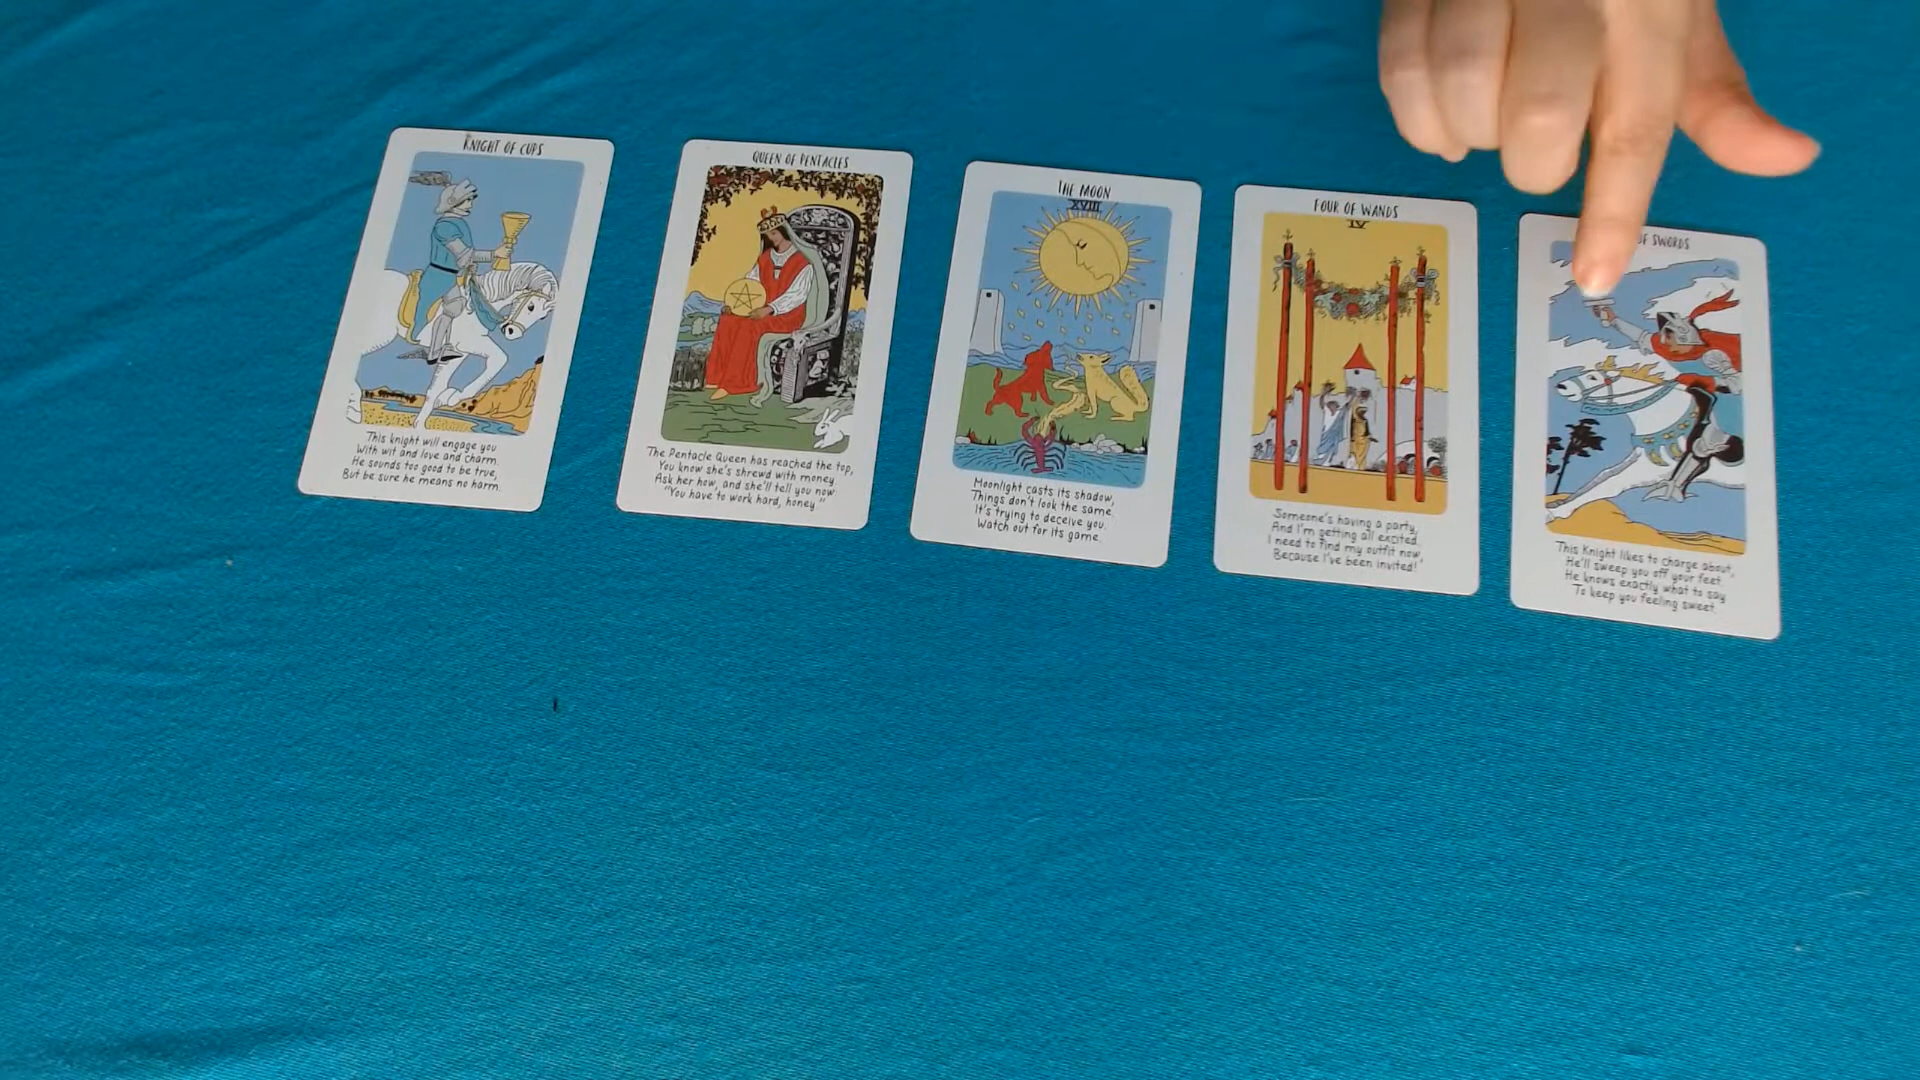 KNIGHT OF CUPS
This knight will engage you
With wit and love and charm.
He sounds too good to be true,
But be sure he means no harm.
QUEEN OF PENTACLES
The Pentacle Queen has reached the top,
You know she's shrewd with money.
Ask her how, and she'll tell you now
"You have to work hard, honey."
THE MOON
XVIII
Moonlight casts its shadow,
Things don't look the same.
It's trying to deceive you.
Watch out for its game.
FOUR OF WANDS
IV
Someone's having a party,
And I'm getting all excited.
I need to find my outfit now,
Because I've been invited!
OF SWORDS
This Knight likes to charge about,
He'll sweep you off your feet.
He knows exactly what to say
To keep you feeling sweet.